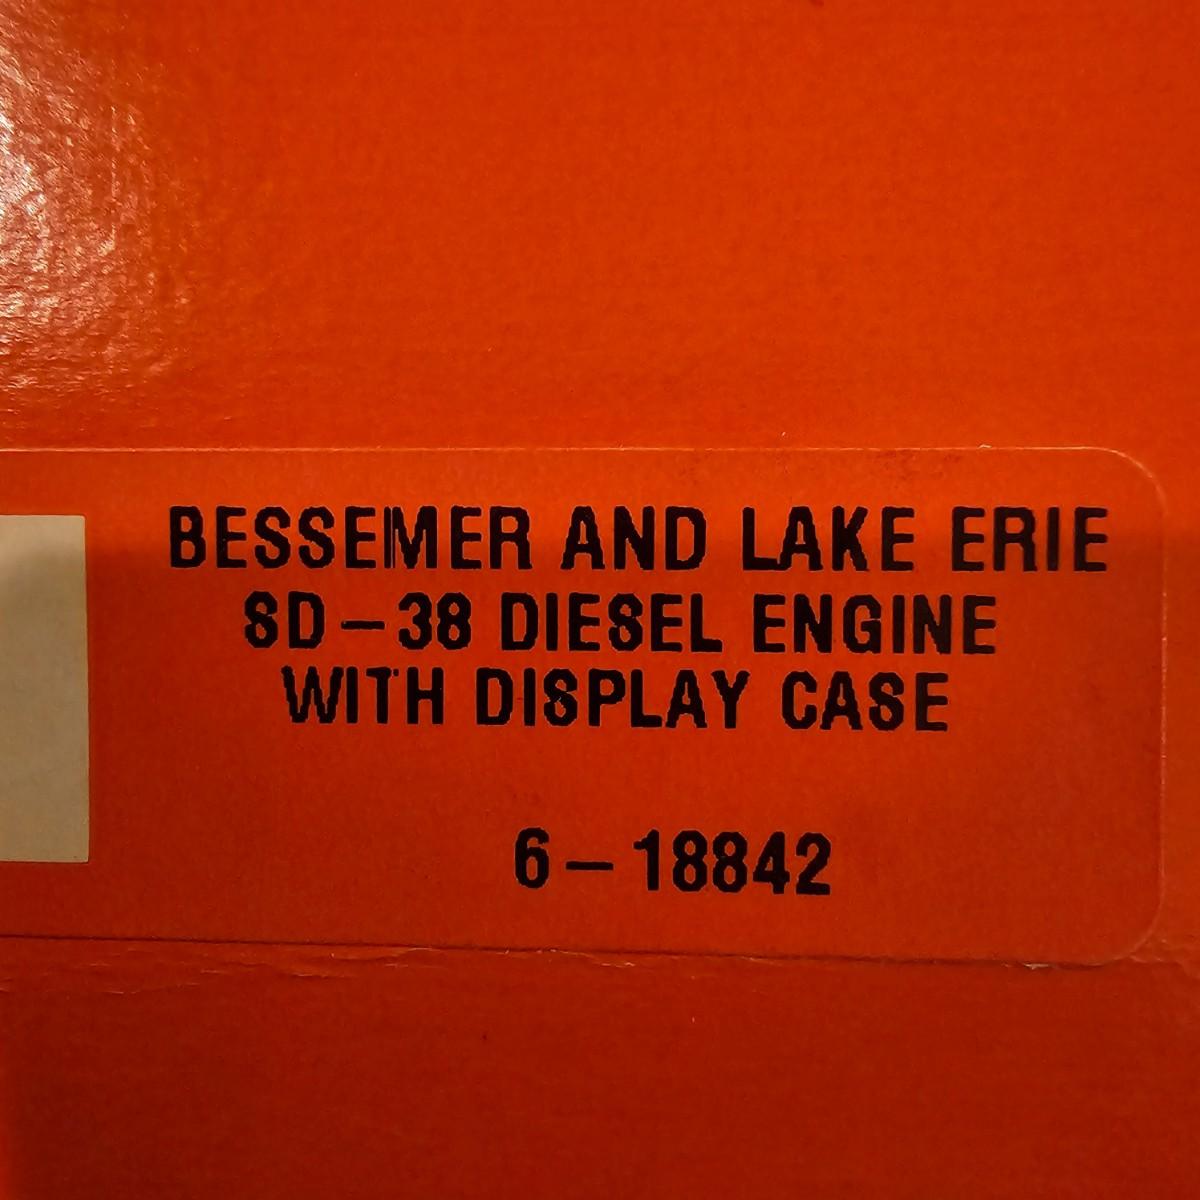 BESSEMER AND LAKE ERIE
SD-38 DIESEL ENGINE
WITH DISPLAY CASE
6-18842